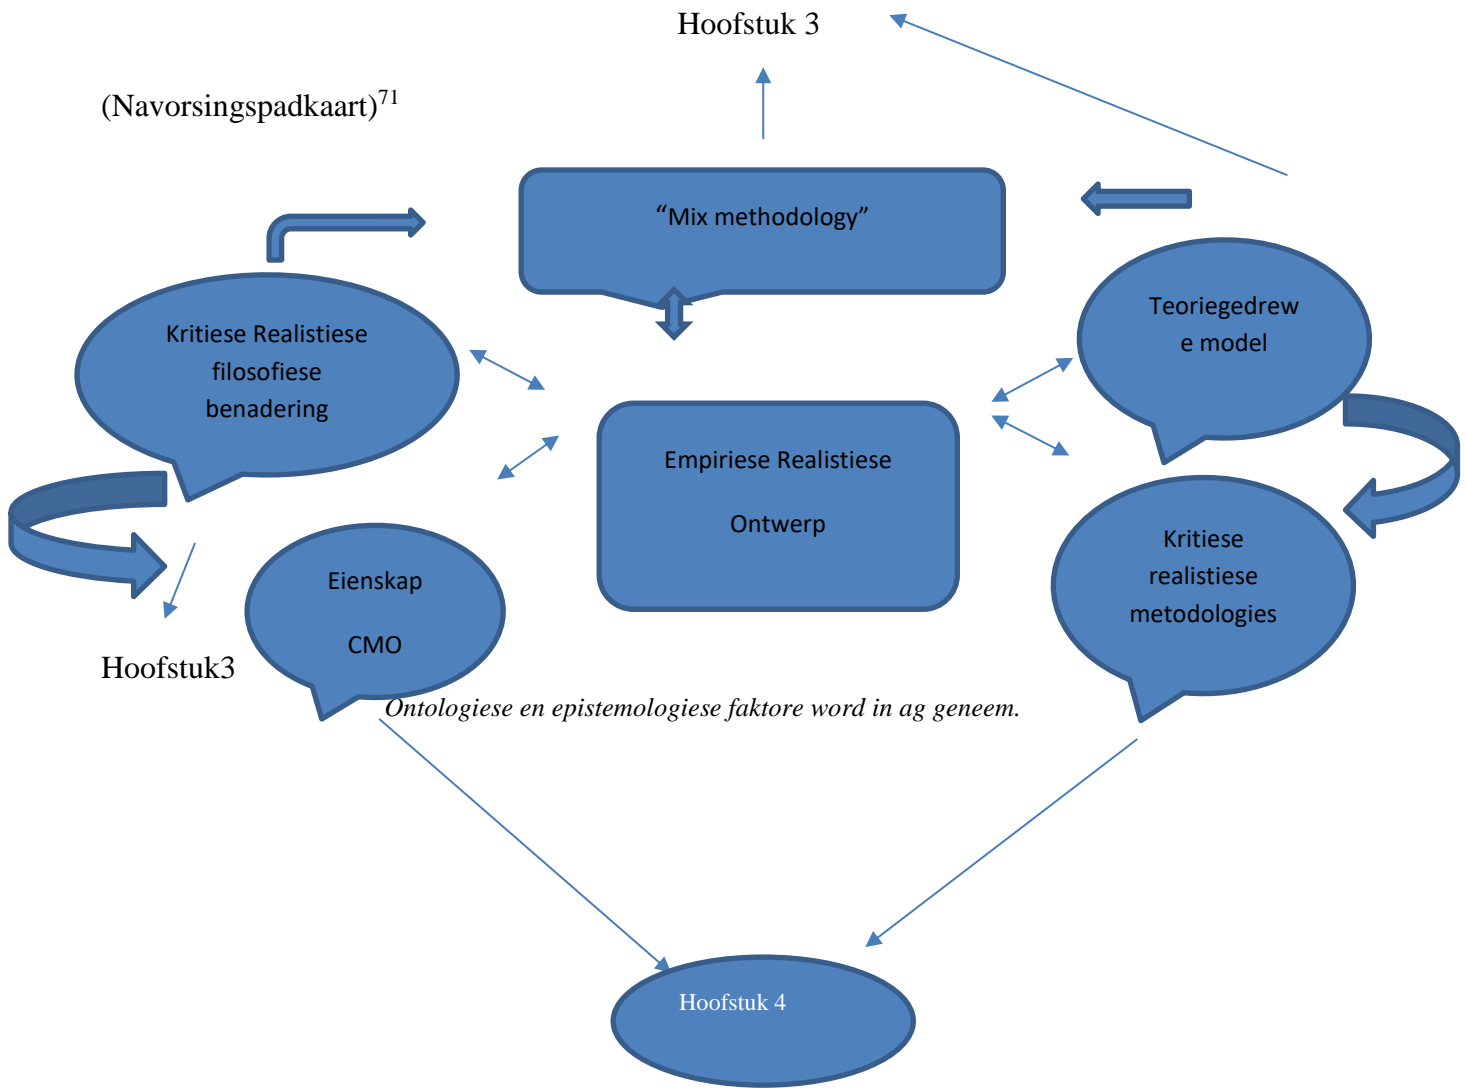 Hoofstuk 3
(Navorsingspadkaart)71
“Mix methodology”
Kritiese Realistiese
filosofiese
benadering
Teoriegedrew
e model
Empiriese Realistiese
Ontwerp
Eienskap
CMO
Kritiese
realistiese
metodologies
Hoofstuk3
Ontologiese en epistemologiese faktore word in ag geneem.
Hoofstuk 4